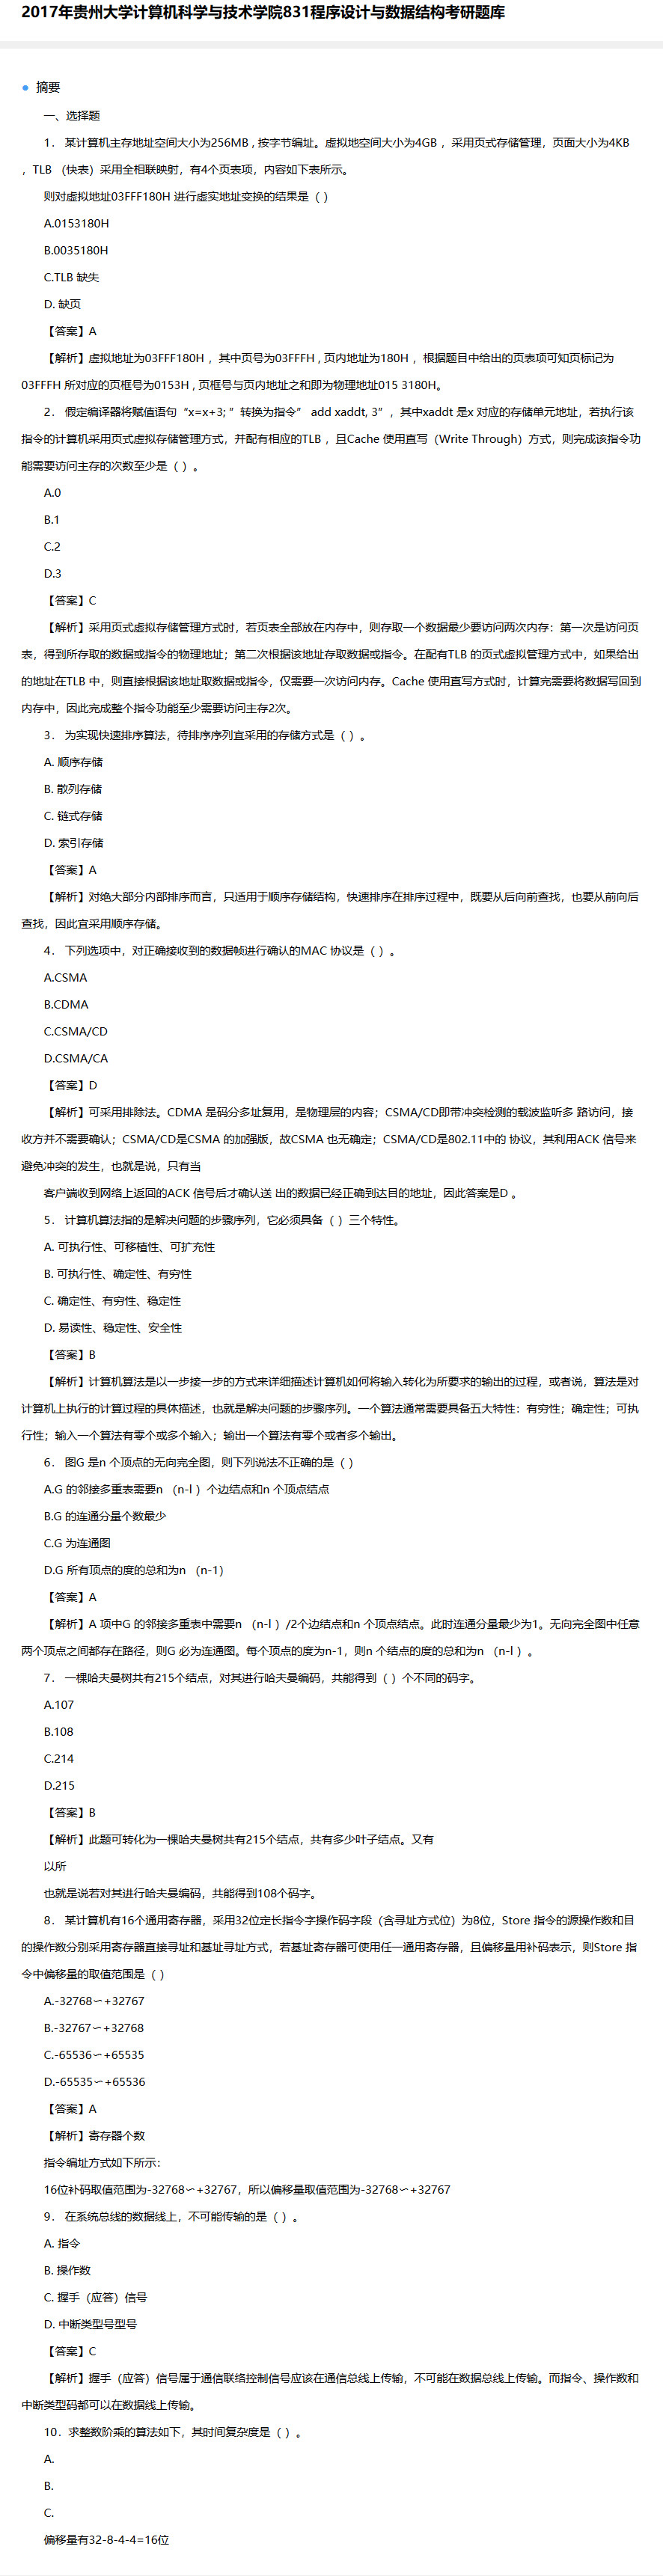 2017年贵州大学计算机科学与技术学院831程序设计与数据结构考研题库
摘要
一、选择题
1． 某计算机主存地址空间大小为256MB , 按字节编址。虚拟地空间大小为4GB ，采用页式存储管理，页面大小为4KB
，TLB （快表）采用全相联映射，有4个页表项，内容如下表所示。
则对虚拟地址03FFF180H 进行虚实地址变换的结果是（ ）
A.0153180H
B.0035180H
C.TLB 缺失
D. 缺页
【答案】A
【解析】虚拟地址为03FFF180H ，其中页号为03FFFH , 页内地址为180H ，根据题目中给出的页表项可知页标记为
03FFFH 所对应的页框号为0153H , 页框号与页内地址之和即为物理地址015 3180H。
2． 假定编译器将赋值语句“x=x+3; ”转换为指令” add xaddt, 3”，其中xaddt 是x 对应的存储单元地址，若执行该
指令的计算机采用页式虚拟存储管理方式，并配有相应的TLB ，且Cache 使用直写（Write Through）方式，则完成该指令功
能需要访问主存的次数至少是（ ）。
A.0
B.1
C.2
D.3
【答案】C
【解析】采用页式虚拟存储管理方式时，若页表全部放在内存中，则存取一个数据最少要访问两次内存：第一次是访问页
表，得到所存取的数据或指令的物理地址；第二次根据该地址存取数据或指令。在配有TLB 的页式虚拟管理方式中，如果给出
的地址在TLB 中，则直接根据该地址取数据或指令，仅需要一次访问内存。Cache 使用直写方式时，计算完需要将数据写回到
内存中，因此完成整个指令功能至少需要访问主存2次。
3． 为实现快速排序算法，待排序序列宜采用的存储方式是（ ）。
A. 顺序存储
B. 散列存储
C. 链式存储
D. 索引存储
【答案】A
【解析】对绝大部分内部排序而言，只适用于顺序存储结构，快速排序在排序过程中，既要从后向前查找，也要从前向后
查找，因此宜采用顺序存储。
4． 下列选项中，对正确接收到的数据帧进行确认的MAC 协议是（ ）。
A.CSMA
B.CDMA
C.CSMA/CD
D.CSMA/CA
【答案】D
【解析】可采用排除法。CDMA 是码分多址复用，是物理层的内容；CSMA/CD即带冲突检测的载波监听多 路访问，接
收方并不需要确认；CSMA/CD是CSMA 的加强版，故CSMA 也无确定；CSMA/CD是802.11中的 协议，其利用ACK 信号来
避免冲突的发生，也就是说，只有当
客户端收到网络上返回的ACK 信号后才确认送 出的数据已经正确到达目的地址，因此答案是D 。
5． 计算机算法指的是解决问题的步骤序列，它必须具备（ ）三个特性。
A. 可执行性、可移植性、可扩充性
B. 可执行性、确定性、有穷性
C. 确定性、有穷性、稳定性
D. 易读性、稳定性、安全性
【答案】B
【解析】计算机算法是以一步接一步的方式来详细描述计算机如何将输入转化为所要求的输出的过程，或者说，算法是对
计算机上执行的计算过程的具体描述，也就是解决问题的步骤序列。一个算法通常需要具备五大特性：有穷性；确定性；可执
行性；输入一个算法有零个或多个输入；输出一个算法有零个或者多个输出。
6． 图G 是n 个顶点的无向完全图，则下列说法不正确的是（ ）
A.G 的邻接多重表需要n （n-l ）个边结点和n 个顶点结点
B.G 的连通分量个数最少
C.G 为连通图
D.G 所有顶点的度的总和为n （n-1）
【答案】A
【解析】A 项中G 的邻接多重表中需要n （n-l ）/2个边结点和n 个顶点结点。此时连通分量最少为1。无向完全图中任意
两个顶点之间都存在路径，则G 必为连通图。每个顶点的度为n-1，则n 个结点的度的总和为n （n-l ）。
7． 一棵哈夫曼树共有215个结点，对其进行哈夫曼编码，共能得到（ ）个不同的码字。
A.107
B.108
C.214
D.215
【答案】B
【解析】此题可转化为一棵哈夫曼树共有215个结点，共有多少叶子结点。又有
以所
也就是说若对其进行哈夫曼编码，共能得到108个码字。
8． 某计算机有16个通用寄存器，采用32位定长指令字操作码字段（含寻址方式位）为8位，Store 指令的源操作数和目
的操作数分别采用寄存器直接寻址和基址寻址方式，若基址寄存器可使用任一通用寄存器，且偏移量用补码表示，则Store 指
令中偏移量的取值范围是（ ）
A.-32768∽+32767
B.-32767∽+32768
C.-65536∽+65535
D.-65535∽+65536
【答案】A
【解析】寄存器个数
指令编址方式如下所示：
16位补码取值范围为-32768∽+32767，所以偏移量取值范围为-32768∽+32767
9． 在系统总线的数据线上，不可能传输的是（ ）。
A. 指令
B. 操作数
C. 握手（应答）信号
D. 中断类型号型号
【答案】C
【解析】握手（应答）信号属于通信联络控制信号应该在通信总线上传输，不可能在数据总线上传输。而指令、操作数和
中断类型码都可以在数据线上传输。
10．求整数阶乘的算法如下，其时间复杂度是（ ）。
A.
B.
C.
偏移量有32-8-4-4=16位